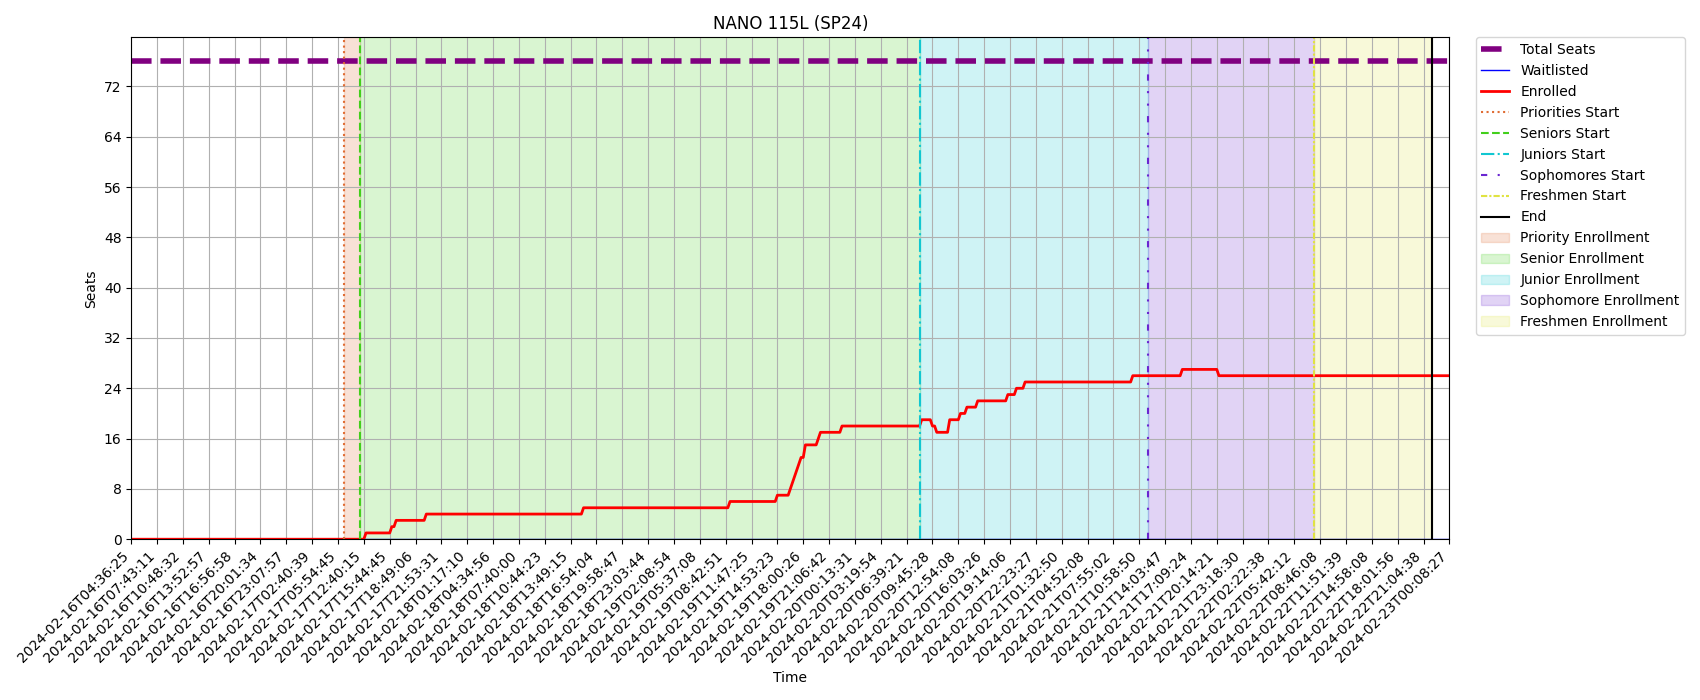 NANO 115L (SP24)
Seats
72
64
56
48
40
32
24
16
8
0
2024-02-16T04:36:25
2024-02-16T07:43:11
2024-02-16T10:48:32
2024-02-16T13:52:57
2024-02-16T16:56:58
2024-02-16T20:01:34
2024-02-16T23:07:57
2024-02-17T02:40:39
2024-02-17T05:54:45
2024-02-17T12:40:15
2024-02-17T15:44:45
2024-02-17T18:49:06
2024-02-17T21:53:31
2024-02-18T01:17:10
2024-02-18T04:34:56
2024-02-18T07:40:00
2024-02-18T10:44:23
2024-02-18T13:49:15
2024-02-18T16:54:04
2024-02-18T19:58:47
2024-02-18T23:03:44
2024-02-19T02:08:54
2024-02-19T05:37:08
2024-02-19T08:42:51
2024-02-19T11:47:25
2024-02-19T14:53:23
2024-02-19T18:00:26
2024-02-19T21:06:42
2024-02-20T00:13:31
2024-02-20T03:19:54
2024-02-20T06:39:21
2024-02-20T09:45:28
2024-02-20T12:54:08
2024-02-20T16:03:26
2024-02-20T19:14:06
2024-02-20T22:23:27
2024-02-21T01:32:50
2024-02-21T04:52:08
2024-02-21T07:55:02
2024-02-21T10:58:50
2024-02-21T14:03:47
2024-02-21T17:09:24
2024-02-21T20:14:21
2024-02-21T23:18:30
2024-02-22T02:22:38
2024-02-22T05:42:12
2024-02-22T08:46:08
2024-02-22T11:51:39
2024-02-22T14:58:08
2024-02-22T18:01:56
2024-02-22T21:04:38
2024-02-23T00:08:27
Time
Total Seats
Waitlisted
Enrolled
Priorities Start
Seniors Start
Juniors Start
Sophomores Start
Freshmen Start
End
Priority Enrollment
Senior Enrollment
Junior Enrollment
Sophomore Enrollment
Freshmen Enrollment